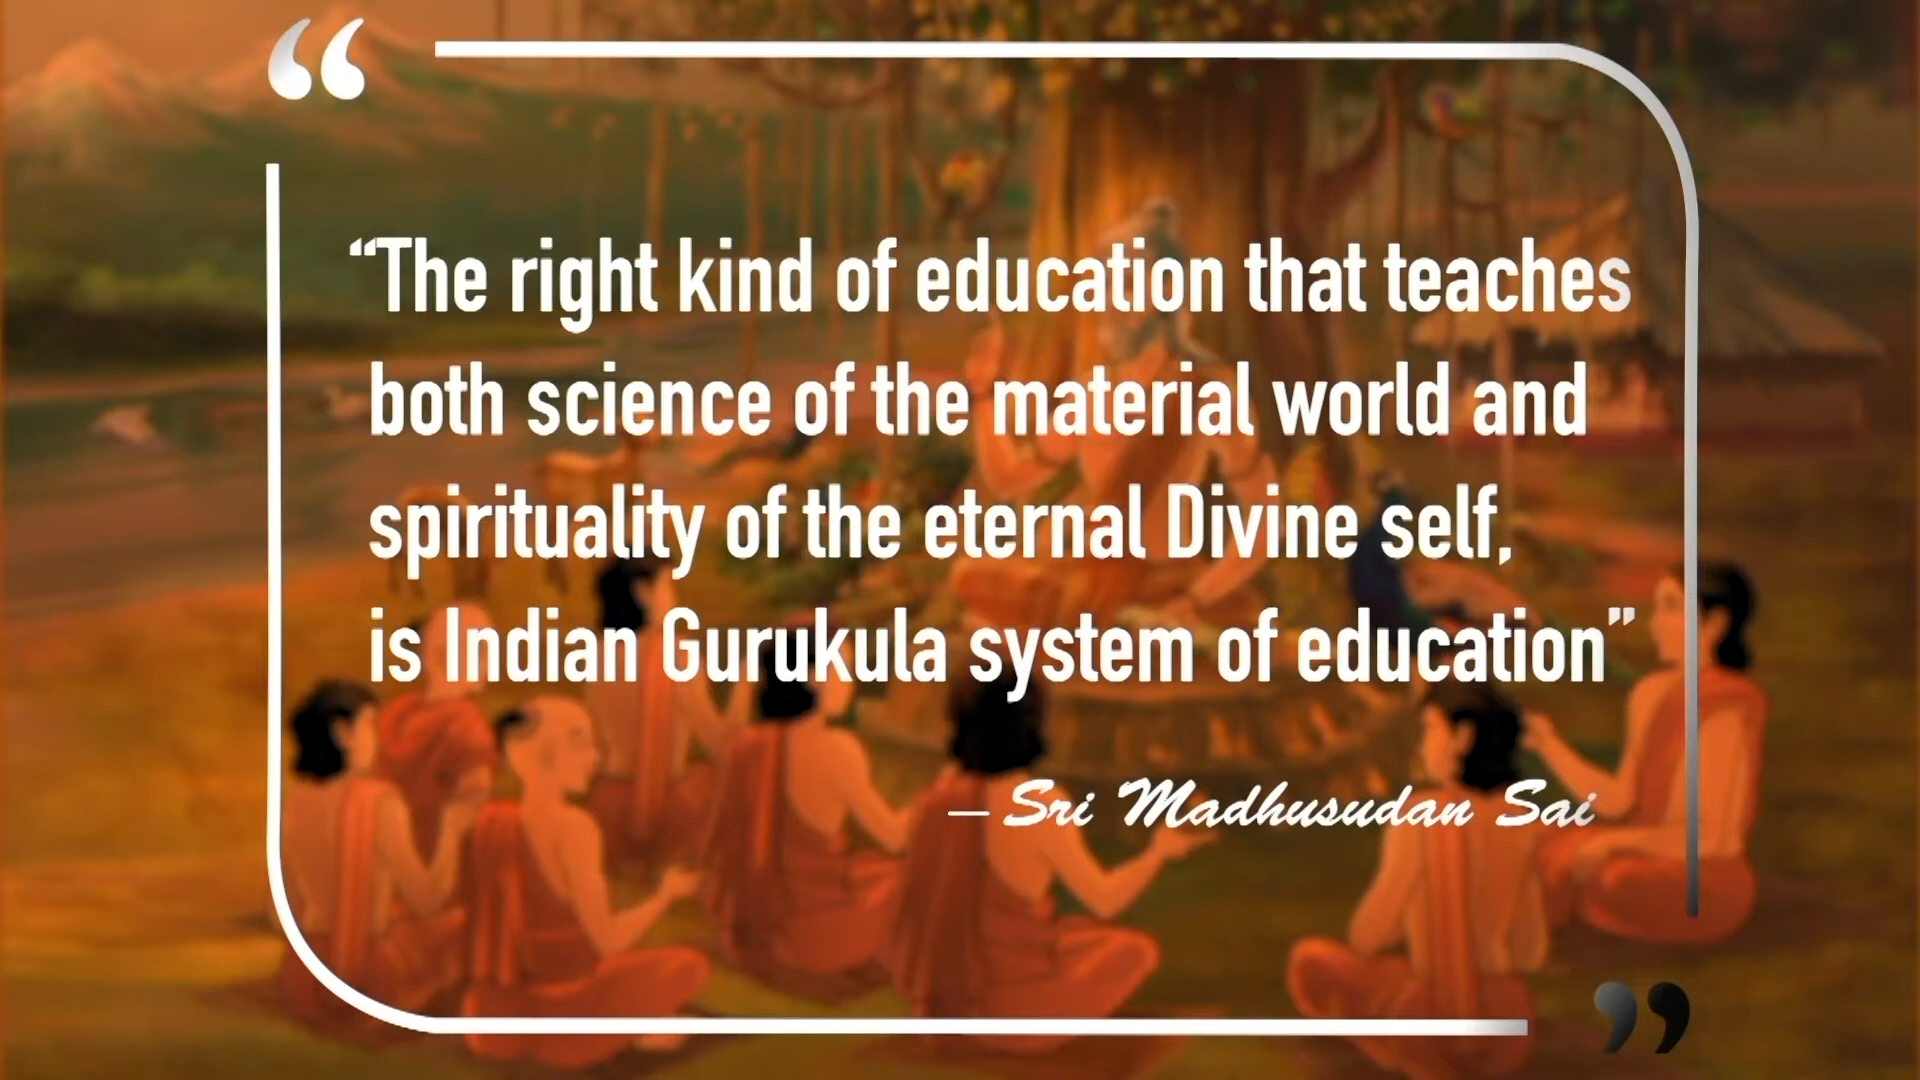 “The right kind of education that teaches
both science of the material world and
spirituality of the eternal Divine self,
is Indian Gurukula system of education”
– Sri Madhusudan Sai